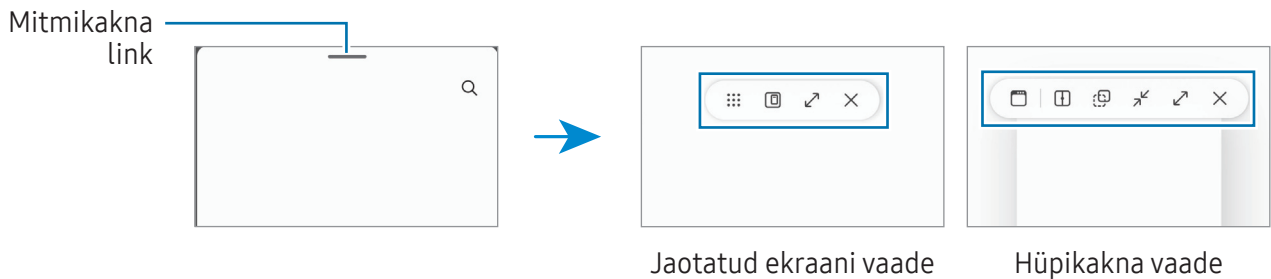 Mitmikakna
link
Jaotatud ekraani vaade
Hüpikakna vaade